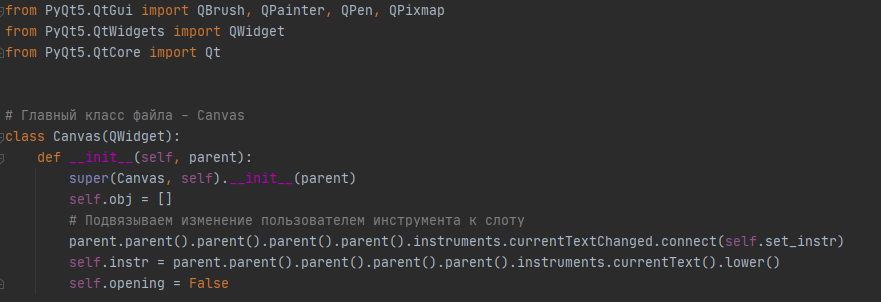 from PyQt5.QtGui import QBrush, QPainter, QPen, QPixmap
from PyQt5.QtWidgets import QWidget
from PyQt5.QtCore import Qt
# Главный класс файла - Canvas
class Canvas(QWidget):
def __init__(self, parent):
super(Canvas, self).__init__(parent)
self.obj = []
# Подвязываем изменение пользователем инструмента к слоту
parent.parent().parent().parent().parent().instruments.currentTextChanged.connect(self.set_instr)
self.instr = parent.parent().parent().parent().parent().instruments.currentText().lower()
self.opening = False